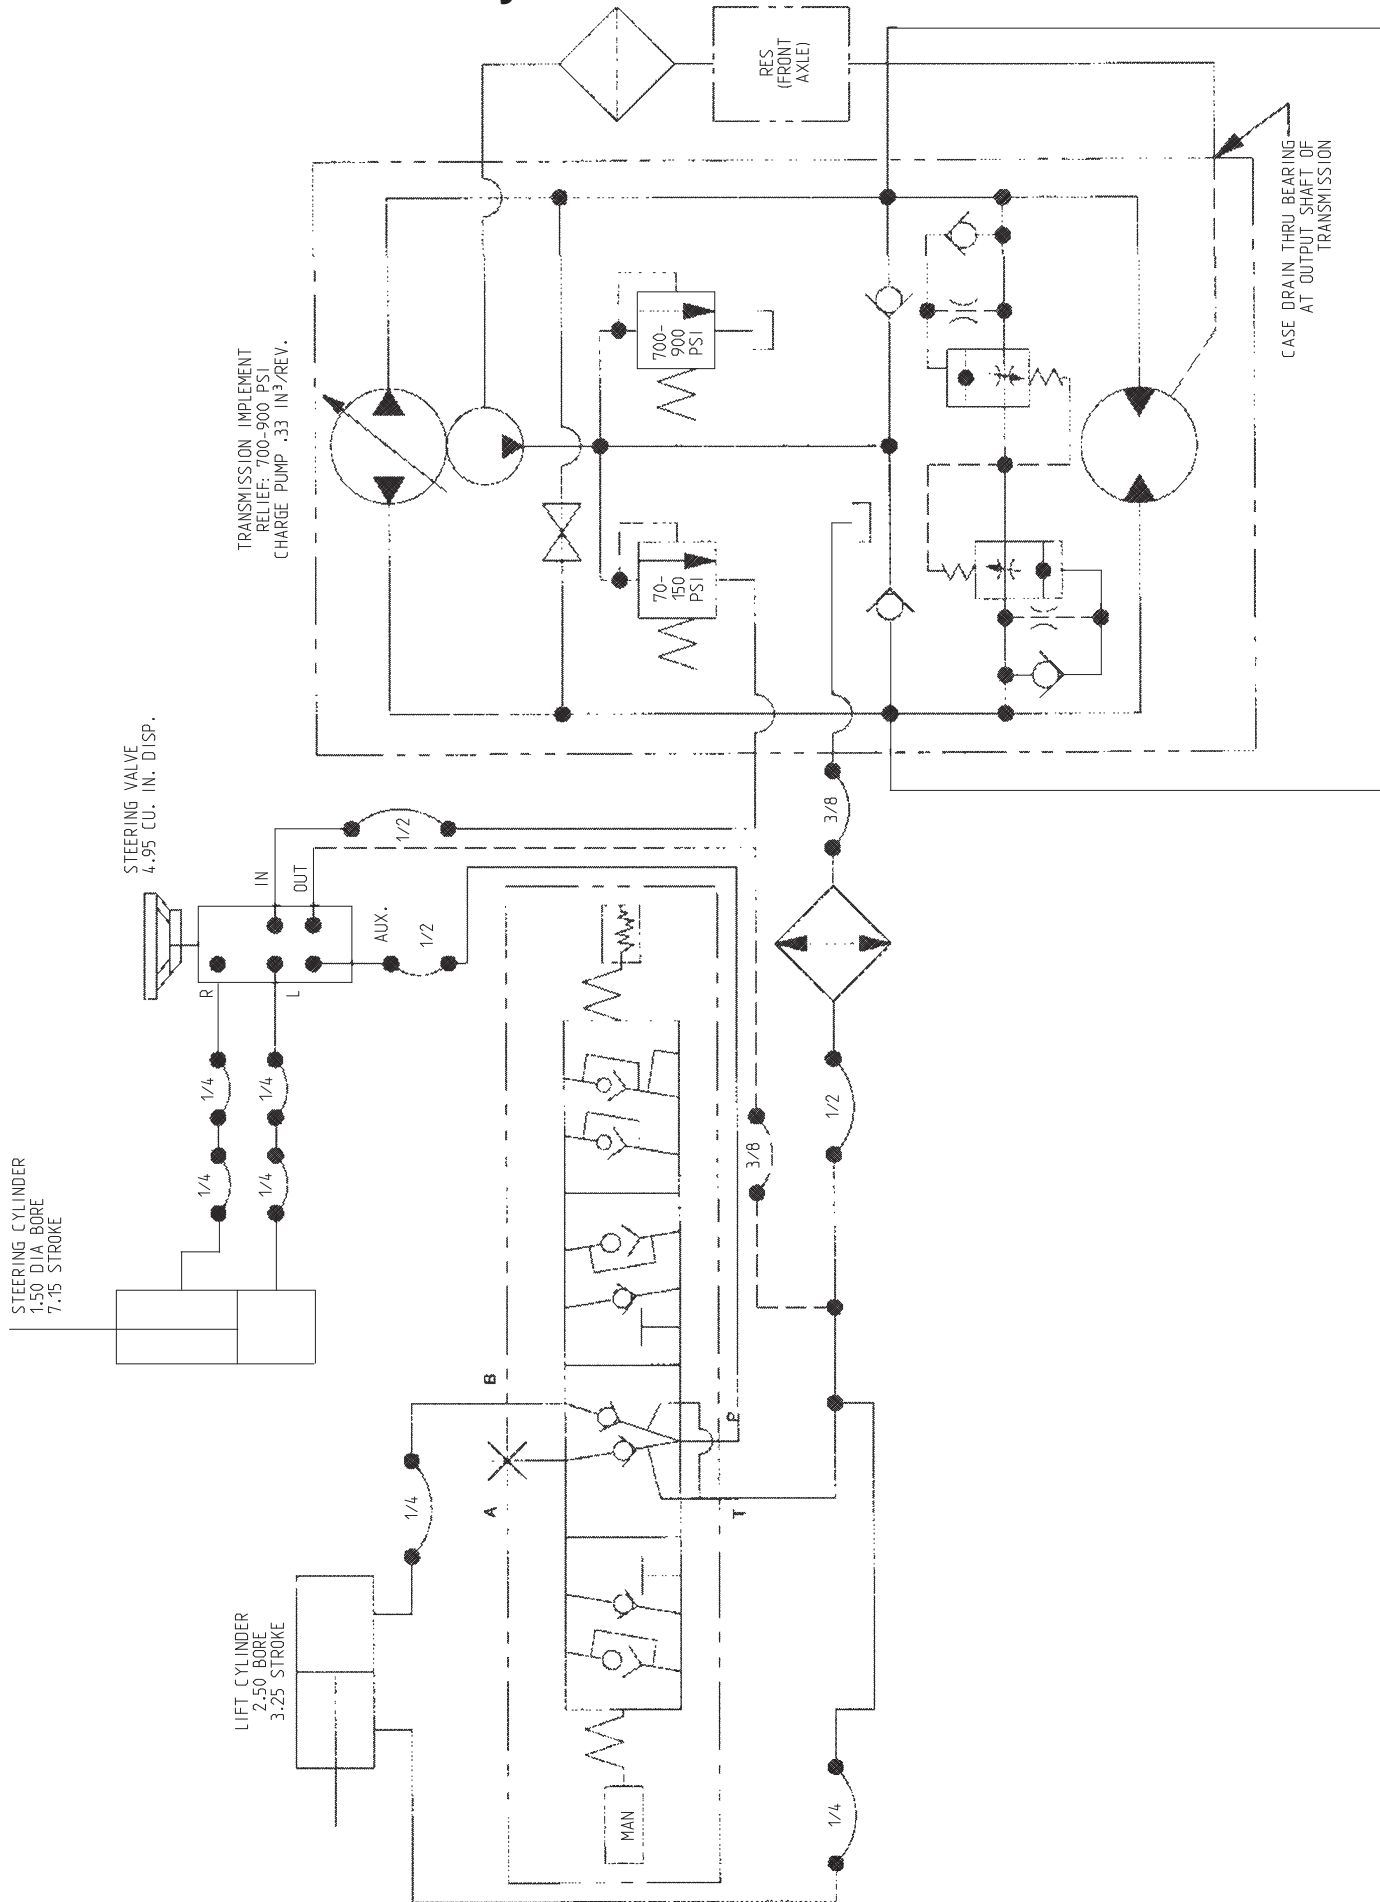 STEERING CYLINDER
1.50 DIA BORE
7.15 STROKE
1/4
1/4
1/4
1/4
R
L
STEERING VALVE
4.95 CU. IN. DISP.
IN
OUT
AUX.
1/2
1/2
TRANSMISSION IMPLEMENT
RELIEF: 700-900 PSI
CHARGE PUMP .33 IN³/REV.
RES
(FRONT
AXLE)
700-
900
PSI
70-
150
PSI
CASE DRAIN THRU BEARING
AT OUTPUT SHAFT OF
TRANSMISSION
LIFT CYLINDER
2.50 BORE
3.25 STROKE
1/4
A
B
MAN
T
P
3/8
3/8
1/2
1/4